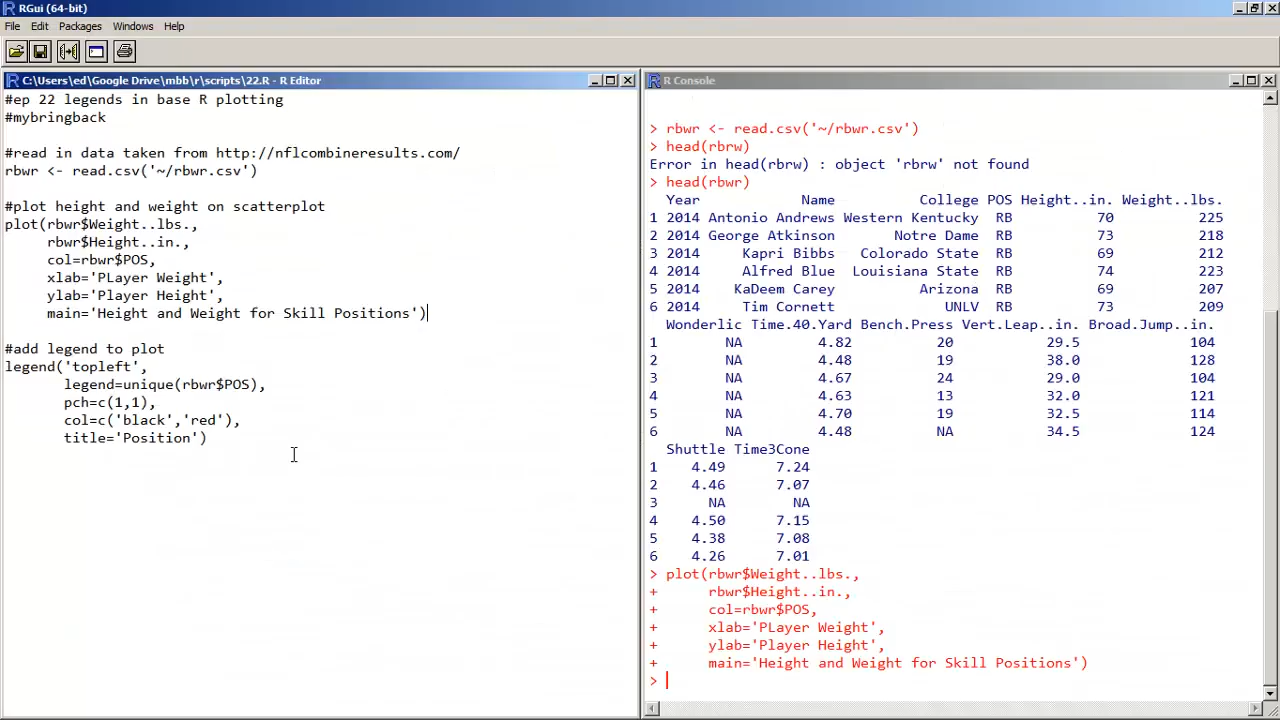 RGui (64-bit)
File Edit Packages Windows Help
C:\Users\ed\Google Drive\mbb\r\scripts\22.R - R Editor
#ep 22 legends in base R plotting
#mybringback
#read in data taken from http://nflcombineresults.com/
rbwr <- read.csv('~/rbwr.csv')
#plot height and weight on scatterplot
plot(rbwr$Weight..lbs.,
rbwr$Height..in.,
col=rbwr$POS,
xlab='PLayer Weight',
ylab='Player Height',
main='Height and Weight for Skill Positions')
#add legend to plot
legend('topleft',
legend=unique(rbwr$POS),
pch=c(1,1),
col=c('black','red'),
title='Position')
R Console
> rbwr <- read.csv('~/rbwr.csv')
> head(rbrw)
Error in head(rbrw) : object 'rbrw' not found
> head(rbwr)
Year Name College POS Height..in. Weight..lbs.
1 2014 Antonio Andrews Western Kentucky RB 70 225
2 2014 George Atkinson Notre Dame RB 73 218
3 2014 Kapri Bibbs Colorado State RB 69 212
4 2014 Alfred Blue Louisiana State RB 74 223
5 2014 KaDeem Carey Arizona RB 69 207
6 2014 Tim Cornett UNLV RB 73 209
Wonderlic Time.40.Yard Bench.Press Vert.Leap..in. Broad.Jump..in.
1 NA 4.82 20 29.5 104
2 NA 4.48 19 38.0 128
3 NA 4.67 24 29.0 104
4 NA 4.63 13 32.0 121
5 NA 4.70 19 32.5 114
6 NA 4.48 NA 34.5 124
Shuttle Time3Cone
1 4.49 7.24
2 4.46 7.07
3 NA NA
4 4.50 7.15
5 4.38 7.08
6 4.26 7.01
> plot(rbwr$Weight..lbs.,
+ rbwr$Height..in.,
+ col=rbwr$POS,
+ xlab='PLayer Weight',
+ ylab='Player Height',
+ main='Height and Weight for Skill Positions')
>